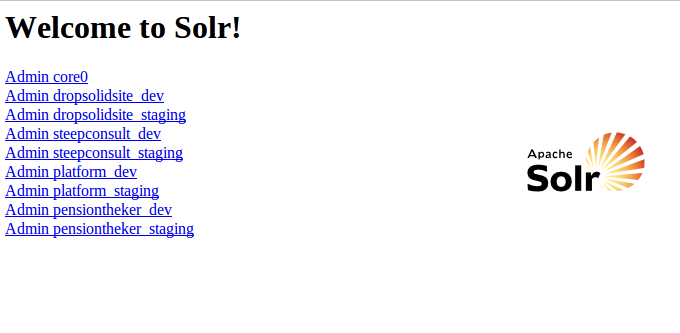 Welcome to Solr!
Admin core0
Admin dropsolidsite_dev
Admin dropsolidsite_staging
Admin steepconsult_dev
Admin steepconsult_staging
Admin platform_dev
Admin platform_staging
Admin pensiontheker_dev
Admin pensiontheker_staging
Apache
Solr